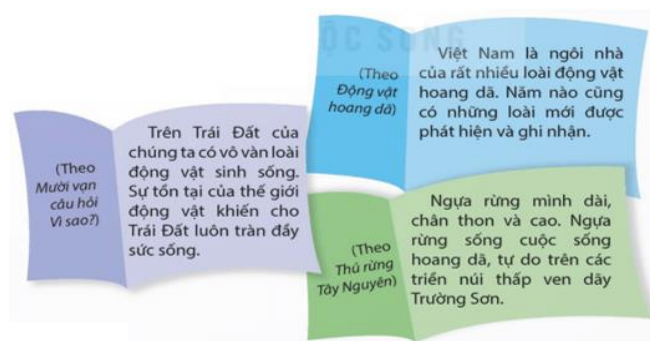 (Theo
Mười vạn
câu hỏi
Vì sao?)
Trên Trái Đất của
chúng ta có vô vàn loài
động vật sinh sống.
Sự tồn tại của thế giới
động vật khiến cho
Trái Đất luôn tràn đầy
sức sống.
ỘC SỐNG
(Theo
Động vật
hoang dã)
Việt Nam là ngôi nhà
của rất nhiều loài động vật
hoang dã. Năm nào cũng
có những loài mới được
phát hiện và ghi nhận.
(Theo
Thú rừng
Tây Nguyên)
Ngựa rừng mình dài,
chân thon và cao. Ngựa
rừng sống cuộc sống
hoang dã, tự do trên các
triền núi thấp ven dãy
Trường Sơn.